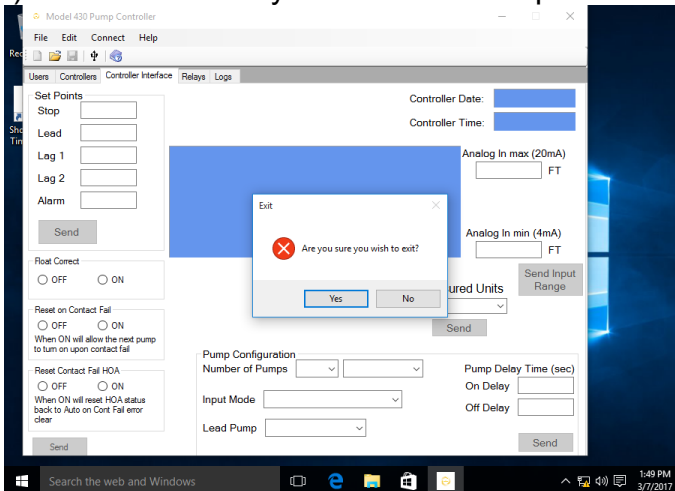 Model 430 Pump Controller
File Edit Connect Help
Users Controllers Controller Interface Relays Logs
Set Points
Stop
Lead
Lag 1
Lag 2
Alarm
Send
Float Correct
OFF ON
Reset on Contact Fail
OFF ON
When ON will allow the next pump
to turn on upon contact fail
Reset Contact Fail HOA
OFF ON
When ON will reset HOA status
back to Auto on Cont Fail error
clear
Send
Controller Date:
Controller Time:
Analog In max (20mA)
FT
Analog In min (4mA)
FT
Send Input
Range
ured Units
Send
Exit
Are you sure you wish to exit?
Yes No
Pump Configuration
Number of Pumps
Input Mode
Lead Pump
Pump Delay Time (sec)
On Delay
Off Delay
Send
Search the web and Windows
1:49 PM
3/7/2017